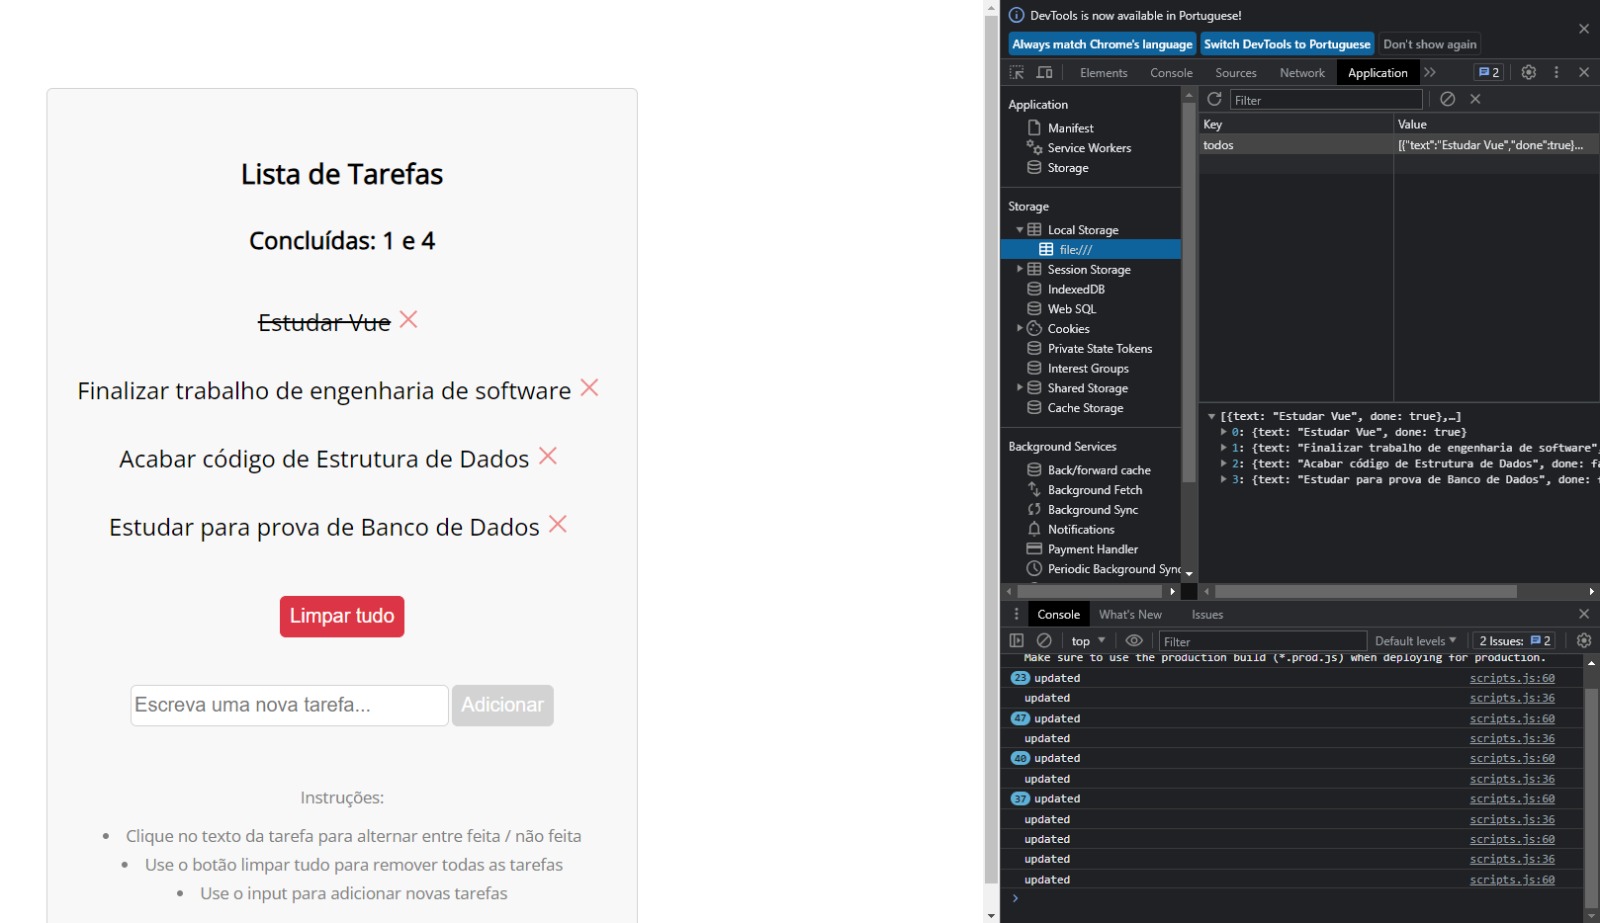 Lista de Tarefas
Concluídas: 1 e 4
Estudar Vue
Finalizar trabalho de engenharia de software
Acabar código de Estrutura de Dados
Estudar para prova de Banco de Dados
Limpar tudo
Escreva uma nova tarefa... Adicionar
Instruções:
• Clique no texto da tarefa para alternar entre feita / não feita
• Use o botão limpar tudo para remover todas as tarefas
• Use o input para adicionar novas tarefas
DevTools is now available in Portuguese!
Always match Chrome's language Switch DevTools to Portuguese Don't show again
Elements Console Sources Network Application 2
Application
Manifest
Service Workers
Storage
Storage
Local Storage
file:///
Session Storage
IndexedDB
Web SQL
Cookies
Private State Tokens
Interest Groups
Shared Storage
Cache Storage
Background Services
Back/forward cache
Background Fetch
Background Sync
Notifications
Payment Handler
Periodic Background Sync
Filter
Key Value
todos [{"text":"Estudar Vue","done":true}...
[{text: "Estudar Vue", done: true},…]
0: {text: "Estudar Vue", done: true}
1: {text: "Finalizar trabalho de engenharia de software",
2: {text: "Acabar código de Estrutura de Dados", done: fa
3: {text: "Estudar para prova de Banco de Dados", done:
Console What's New Issues
top Filter Default levels 2 Issues: 2
Make sure to use the production build (*.prod.js) when deploying for production.
23 updated scripts.js:60
updated scripts.js:36
47 updated scripts.js:60
updated scripts.js:36
40 updated scripts.js:60
updated scripts.js:36
37 updated scripts.js:60
updated scripts.js:36
updated scripts.js:60
updated scripts.js:36
updated scripts.js:60